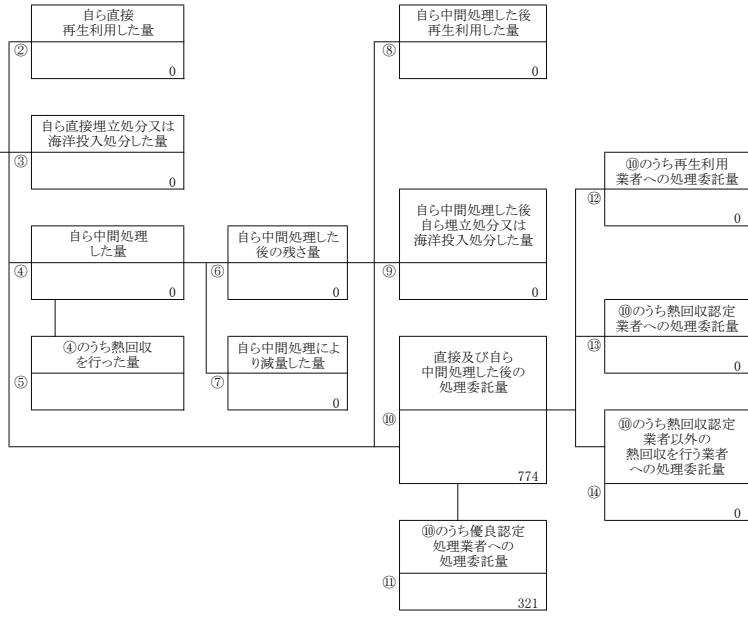 自ら直接
再生利用した量
②
0
自ら直接埋立処分又は
海洋投入処分した量
③
0
自ら中間処理
した量
④
0
④のうち熱回収
を行った量
⑤
自ら中間処理した
後の残さ量
⑥
0
自ら中間処理によ
り減量した量
⑦
0
自ら中間処理した後
再生利用した量
⑧
0
自ら中間処理した後
自ら埋立処分又は
海洋投入処分した量
⑨
0
直接及び自ら
中間処理した後の
処理委託量
⑩
774
⑩のうち優良認定
処理業者への
処理委託量
⑪
321
⑩のうち再生利用
業者への処理委託量
⑫
0
⑩のうち熱回収認定
業者への処理委託量
⑬
0
⑩のうち熱回収認定
業者以外の
熱回収を行う業者
への処理委託量
⑭
0